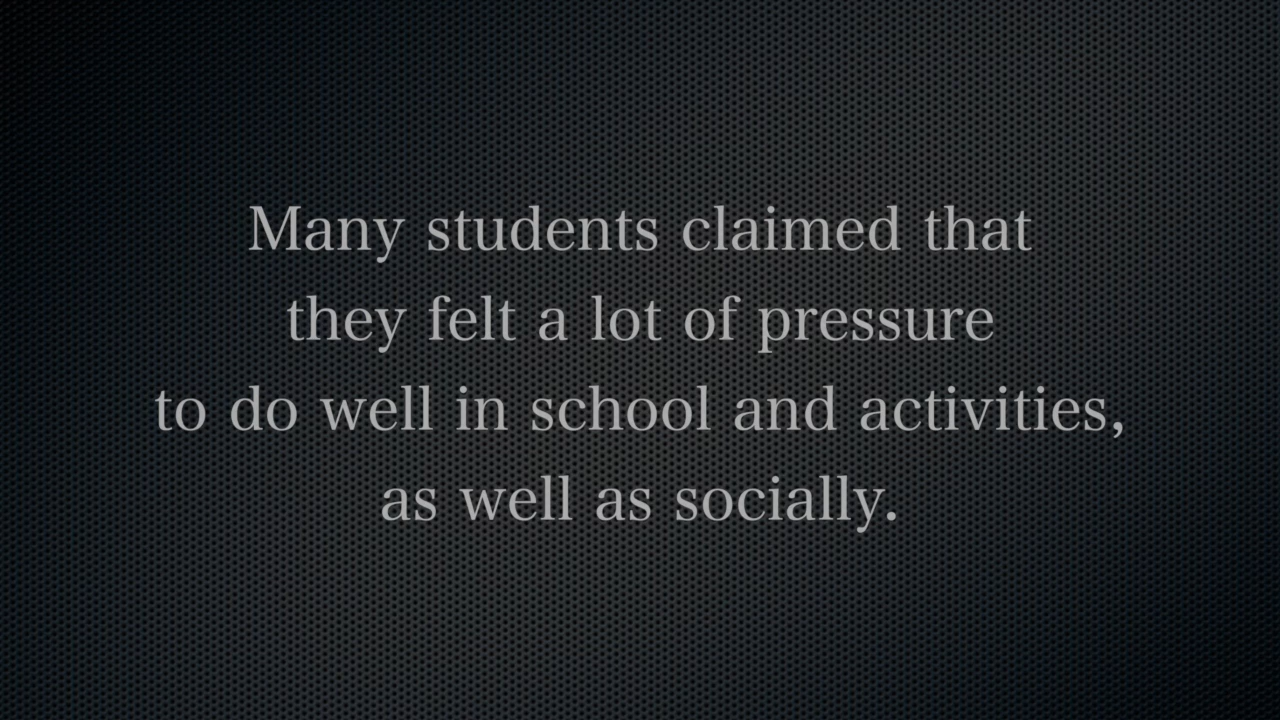 Many students claimed that
they felt a lot of pressure
to do well in school and activities,
as well as socially.